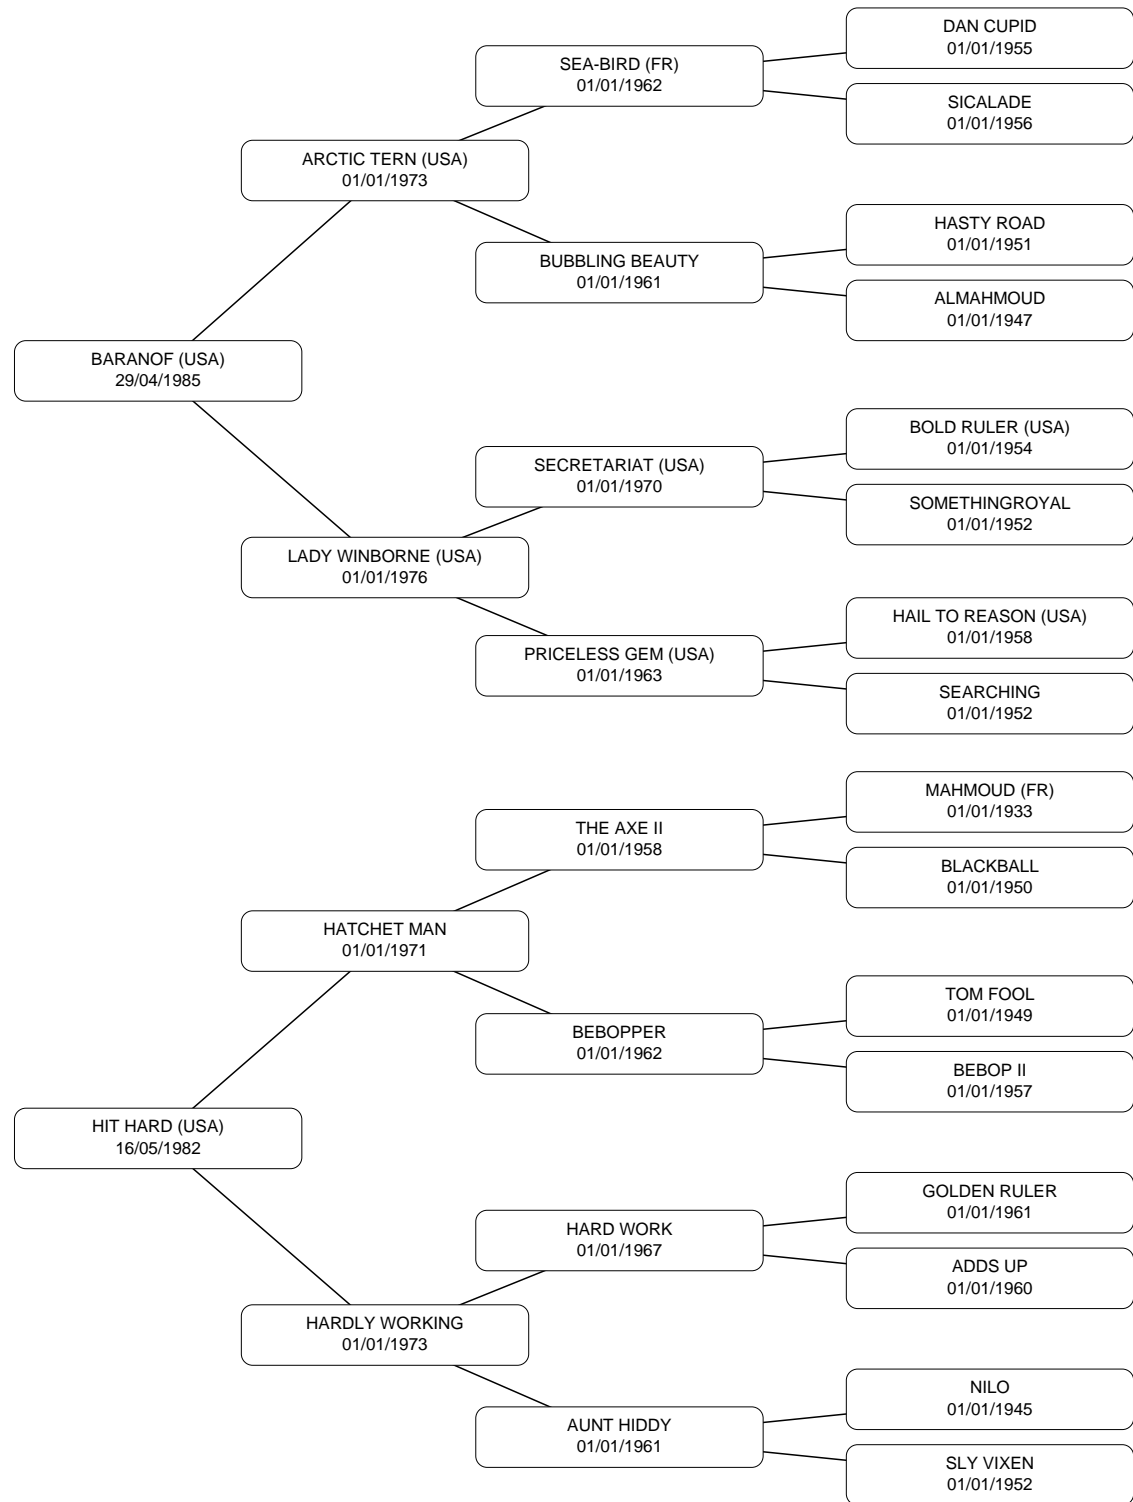 DAN CUPID
01/01/1955
SEA-BIRD (FR)
01/01/1962
SICALADE
01/01/1956
ARCTIC TERN (USA)
01/01/1973
HASTY ROAD
01/01/1951
BUBBLING BEAUTY
01/01/1961
ALMAHMOUD
01/01/1947
BARANOF (USA)
29/04/1985
BOLD RULER (USA)
01/01/1954
SECRETARIAT (USA)
01/01/1970
SOMETHINGROYAL
01/01/1952
LADY WINBORNE (USA)
01/01/1976
HAIL TO REASON (USA)
01/01/1958
PRICELESS GEM (USA)
01/01/1963
SEARCHING
01/01/1952
MAHMOUD (FR)
01/01/1933
THE AXE II
01/01/1958
BLACKBALL
01/01/1950
HATCHET MAN
01/01/1971
TOM FOOL
01/01/1949
BEBOPPER
01/01/1962
BEBOP II
01/01/1957
HIT HARD (USA)
16/05/1982
GOLDEN RULER
01/01/1961
HARD WORK
01/01/1967
ADDS UP
01/01/1960
HARDLY WORKING
01/01/1973
NILO
01/01/1945
AUNT HIDDY
01/01/1961
SLY VIXEN
01/01/1952